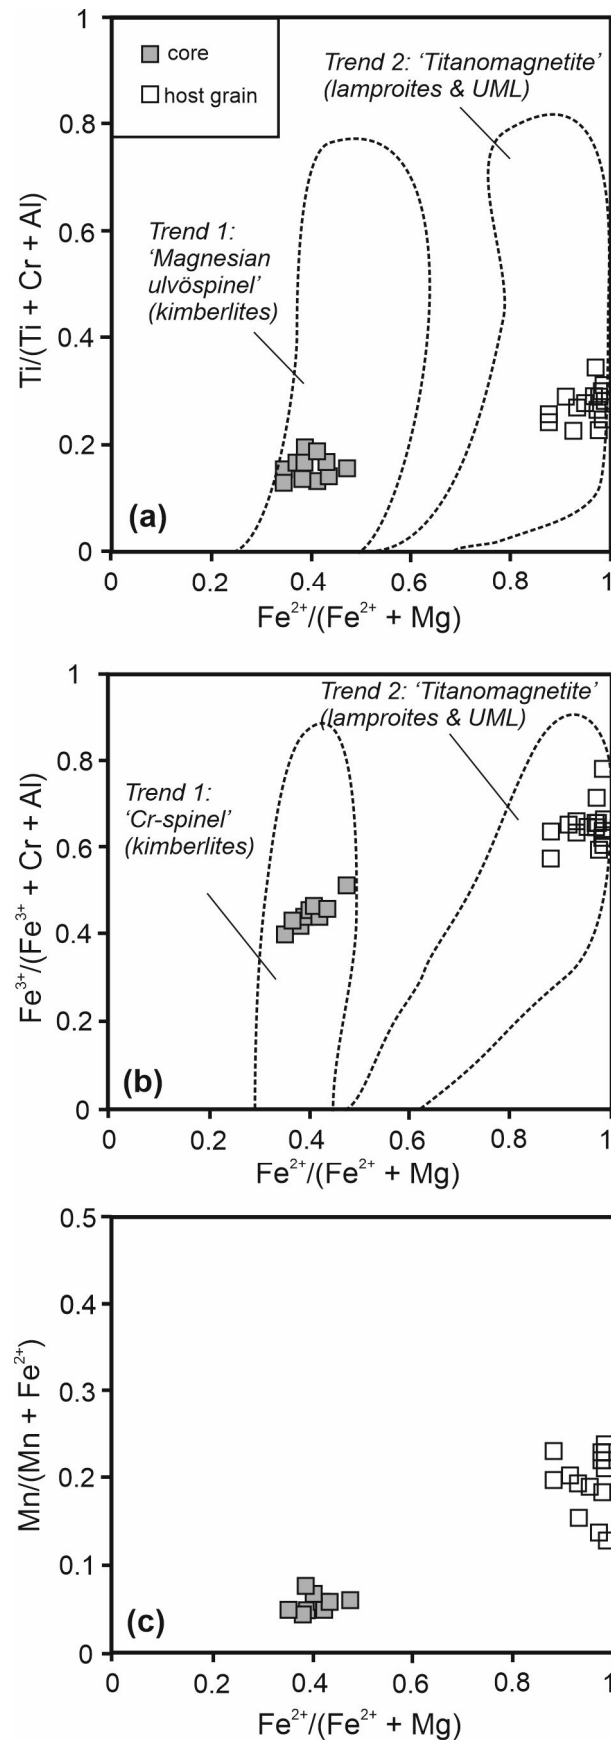 1
core
host grain
Trend 2: ‘Titanomagnetite’
(lamproites & UML)
0.8
Trend 1:
‘Magnesian
ulvöspinel’
(kimberlites)
0.6
Ti/(Ti + Cr + Al)
0.4
0.2
(a)
0
0 0.2 0.4 0.6 0.8 1
Fe²⁺/(Fe²⁺ + Mg)
1
Trend 2: ‘Titanomagnetite’
(lamproites & UML)
0.8
Trend 1:
‘Cr-spinel’
(kimberlites)
0.6
Fe³⁺/(Fe³⁺ + Cr + Al)
0.4
0.2
(b)
0
0 0.2 0.4 0.6 0.8 1
Fe²⁺/(Fe²⁺ + Mg)
0.5
0.4
0.3
Mn/(Mn + Fe²⁺)
0.2
0.1
(c)
0
0 0.2 0.4 0.6 0.8 1
Fe²⁺/(Fe²⁺ + Mg)